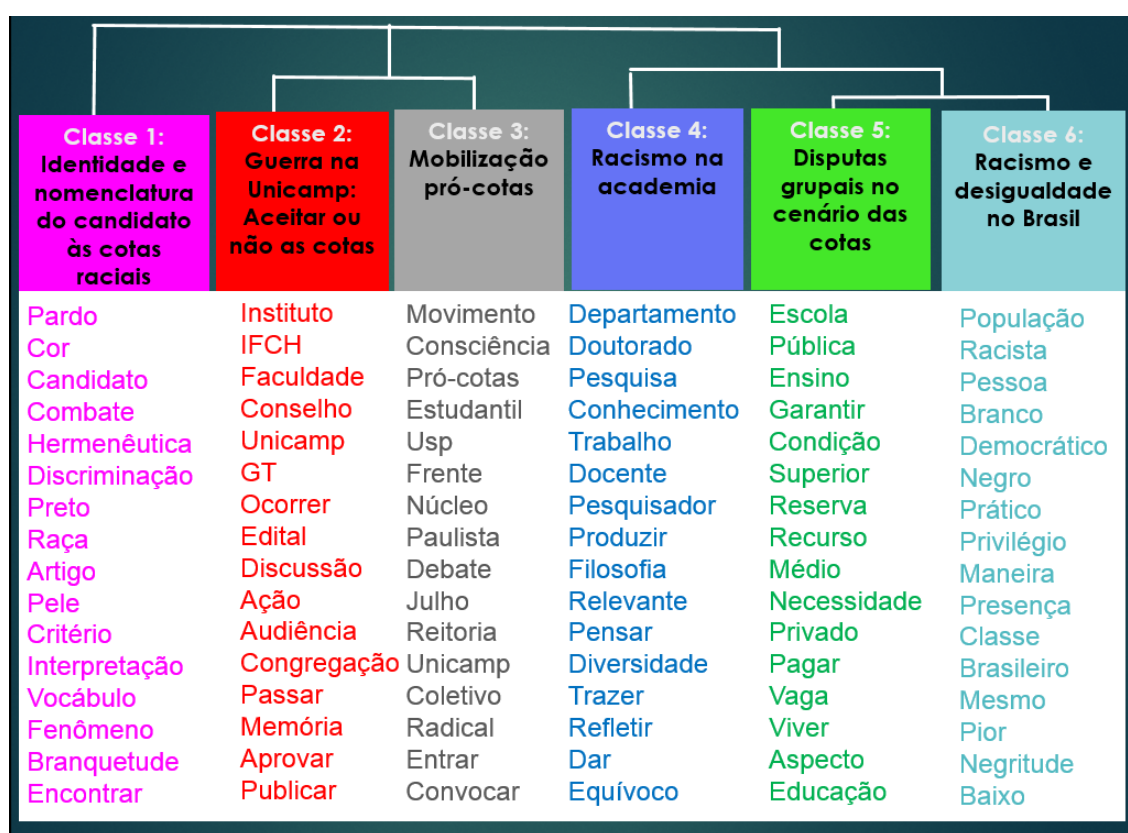 Classe 1:
Identidade e
nomenclatura
do candidato
às cotas
raciais
Pardo
Cor
Candidato
Combate
Hermenêutica
Discriminação
Preto
Raça
Artigo
Pele
Critério
Interpretação
Vocábulo
Fenômeno
Branquetude
Encontrar
Classe 2:
Guerra na
Unicamp:
Aceitar ou
não as cotas
Instituto
IFCH
Faculdade
Conselho
Unicamp
GT
Ocorrer
Edital
Discussão
Ação
Audiência
Congregação
Passar
Memória
Aprovar
Publicar
Classe 3:
Mobilização
pró-cotas
Movimento
Consciência
Pró-cotas
Estudantil
Usp
Frente
Núcleo
Paulista
Debate
Julho
Reitoria
Unicamp
Coletivo
Radical
Entrar
Convocar
Classe 4:
Racismo na
academia
Departamento
Doutorado
Pesquisa
Conhecimento
Trabalho
Docente
Pesquisador
Produzir
Filosofia
Relevante
Pensar
Diversidade
Trazer
Refletir
Dar
Equívoco
Classe 5:
Disputas
grupais no
cenário das
cotas
Escola
Pública
Ensino
Garantir
Condição
Superior
Reserva
Recurso
Médio
Necessidade
Privado
Pagar
Vaga
Viver
Aspecto
Educação
Classe 6:
Racismo e
desigualdade
no Brasil
População
Racista
Pessoa
Branco
Democrático
Negro
Prático
Privilégio
Maneira
Presença
Classe
Brasileiro
Mesmo
Pior
Negritude
Baixo